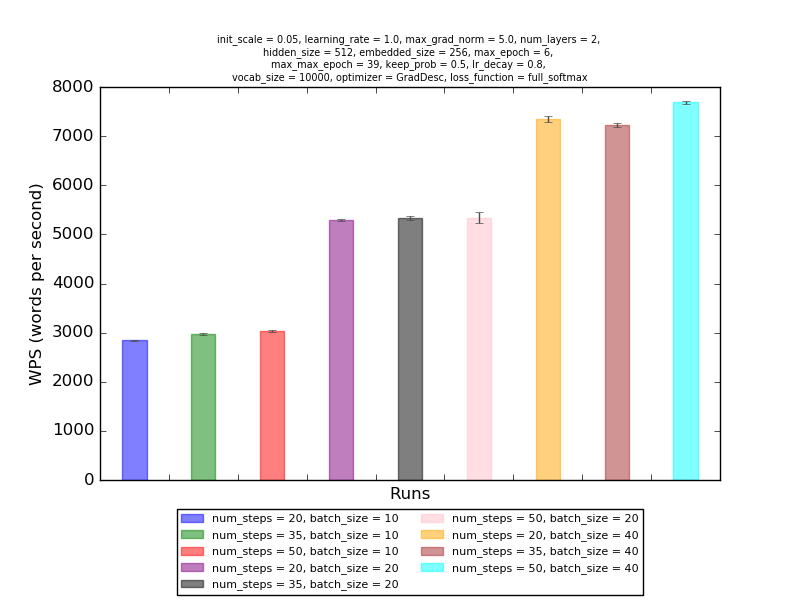 init_scale = 0.05, learning_rate = 1.0, max_grad_norm = 5.0, num_layers = 2,
hidden_size = 512, embedded_size = 256, max_epoch = 6,
max_max_epoch = 39, keep_prob = 0.5, lr_decay = 0.8,
vocab_size = 10000, optimizer = GradDesc, loss_function = full_softmax
8000
7000
6000
5000
4000
3000
2000
1000
0
WPS (words per second)
Runs
num_steps = 20, batch_size = 10
num_steps = 35, batch_size = 10
num_steps = 50, batch_size = 10
num_steps = 20, batch_size = 20
num_steps = 35, batch_size = 20
num_steps = 50, batch_size = 20
num_steps = 20, batch_size = 40
num_steps = 35, batch_size = 40
num_steps = 50, batch_size = 40